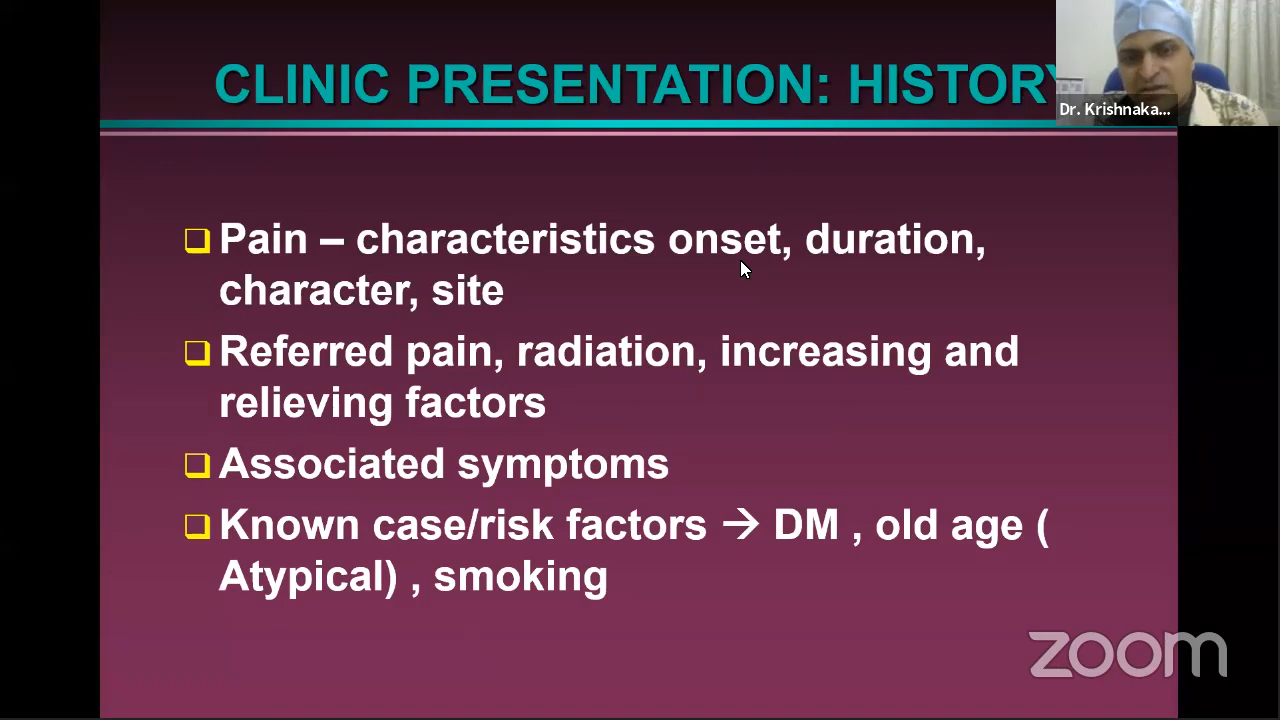 CLINIC PRESENTATION: HISTORY
Dr. Krishnaka...
Pain – characteristics onset, duration,
character, site
Referred pain, radiation, increasing and
relieving factors
Associated symptoms
Known case/risk factors → DM , old age (
Atypical) , smoking
zoom